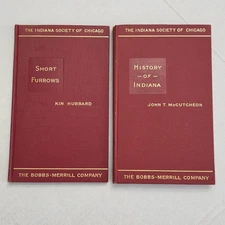 THE INDIANA SOCIETY OF CHICAGO
SHORT
FURROWS
KIN HUBBARD
THE BOBBS-MERRILL COMPANY
THE INDIANA SOCIETY OF CHICAGO
HISTORY
-OF-
INDIANA
JOHN T. McCUTCHEON
THE BOBBS-MERRILL COMPANY